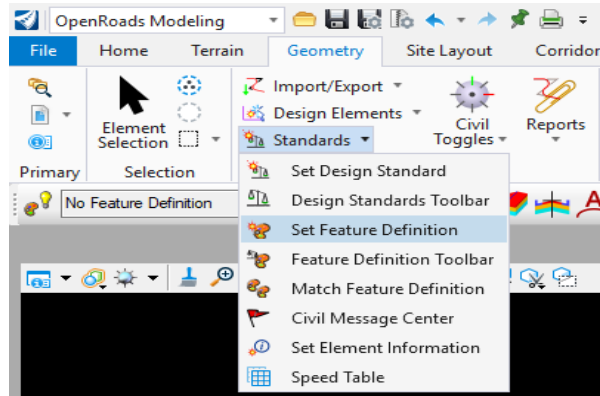 OpenRoads Modeling
File Home Terrain Geometry Site Layout Corridor
Import/Export
Design Elements
Standards
Element
Selection
Civil
Toggles
Reports
Primary Selection
No Feature Definition
Set Design Standard
Design Standards Toolbar
Set Feature Definition
Feature Definition Toolbar
Match Feature Definition
Civil Message Center
Set Element Information
Speed Table